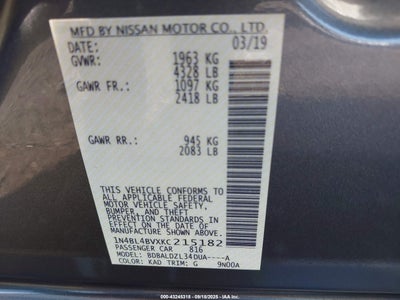 MFD BY NISSAN MOTOR CO., LTD
DATE: 03/19
GVWR: 1963 KG
4328 LB
GAWR FR.: 1097 KG
2418 LB
GAWR RR.: 945 KG
2083 LB
THIS VEHICLE CONFORMS TO ALL
APPLICABLE FEDERAL
MOTOR VEHICLE SAFETY,
BUMPER, AND THEFT
PREVENTION STANDARDS
IN EFFECT ON THE DATE OF
MANUFACTURE SHOWN ABOVE.
1N4BL4BVXKC215182
PASSENGER CAR 816
MODEL: BDBALDZL340UA----A
COLOR: KAD TRIM: G 9N00A
000-43245318 - (09/18/2025) - IMAGE